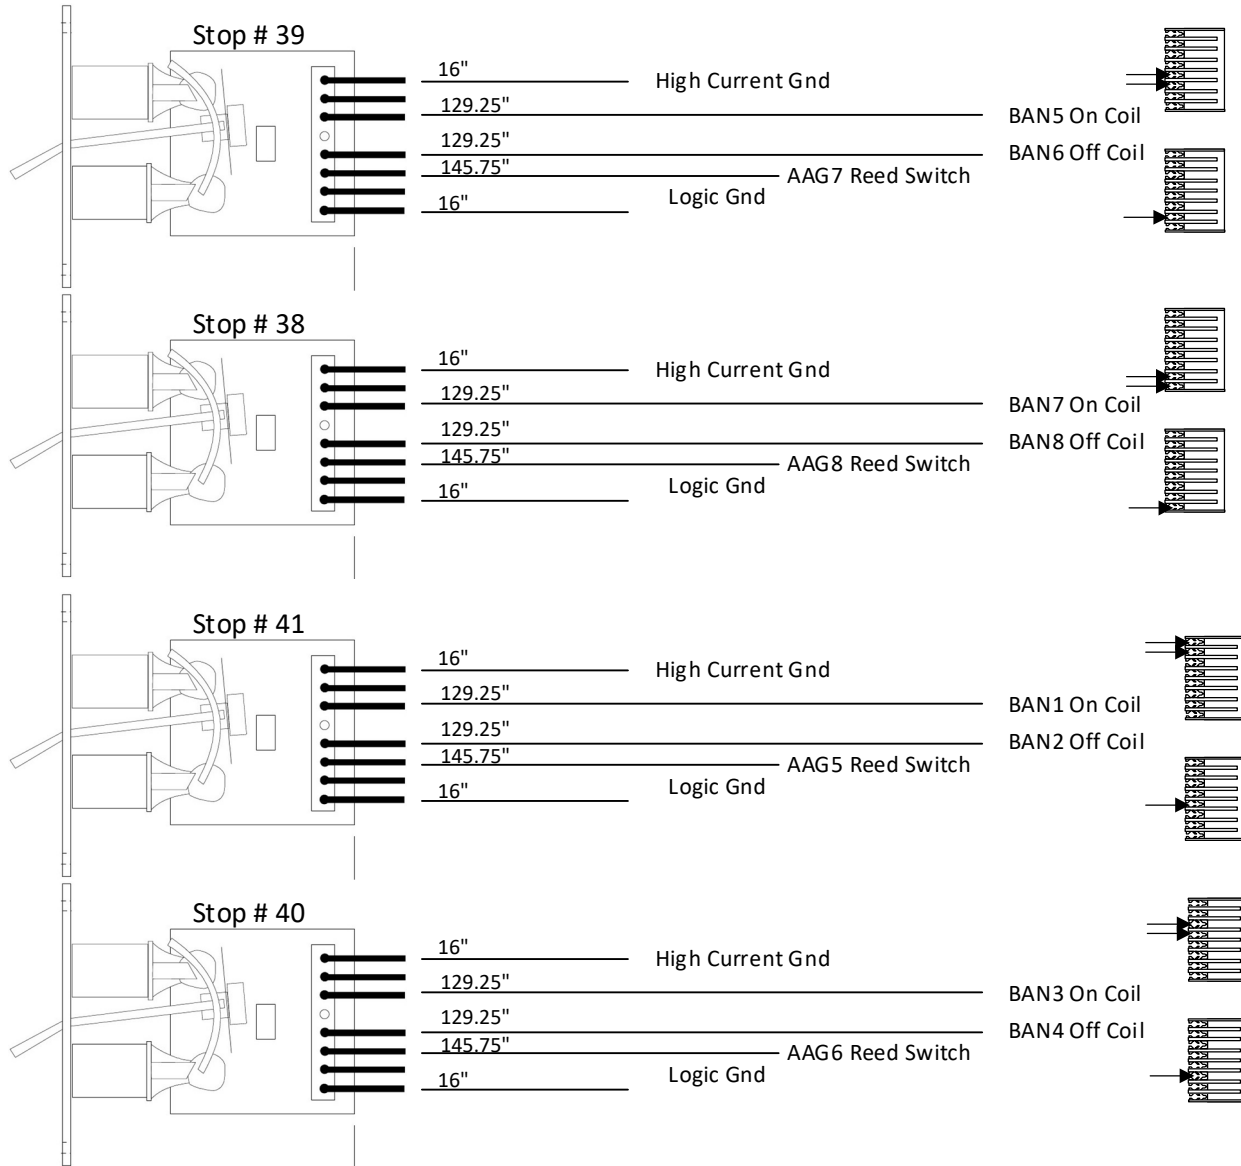 Stop # 39
16"
High Current Gnd
129.25"
BAN5 On Coil
129.25"
BAN6 Off Coil
145.75"
AAG7 Reed Switch
Logic Gnd
16"
Stop # 38
16"
High Current Gnd
129.25"
BAN7 On Coil
129.25"
BAN8 Off Coil
145.75"
AAG8 Reed Switch
Logic Gnd
16"
Stop # 41
16"
High Current Gnd
129.25"
BAN1 On Coil
129.25"
BAN2 Off Coil
145.75"
AAG5 Reed Switch
Logic Gnd
16"
Stop # 40
16"
High Current Gnd
129.25"
BAN3 On Coil
129.25"
BAN4 Off Coil
145.75"
AAG6 Reed Switch
Logic Gnd
16"